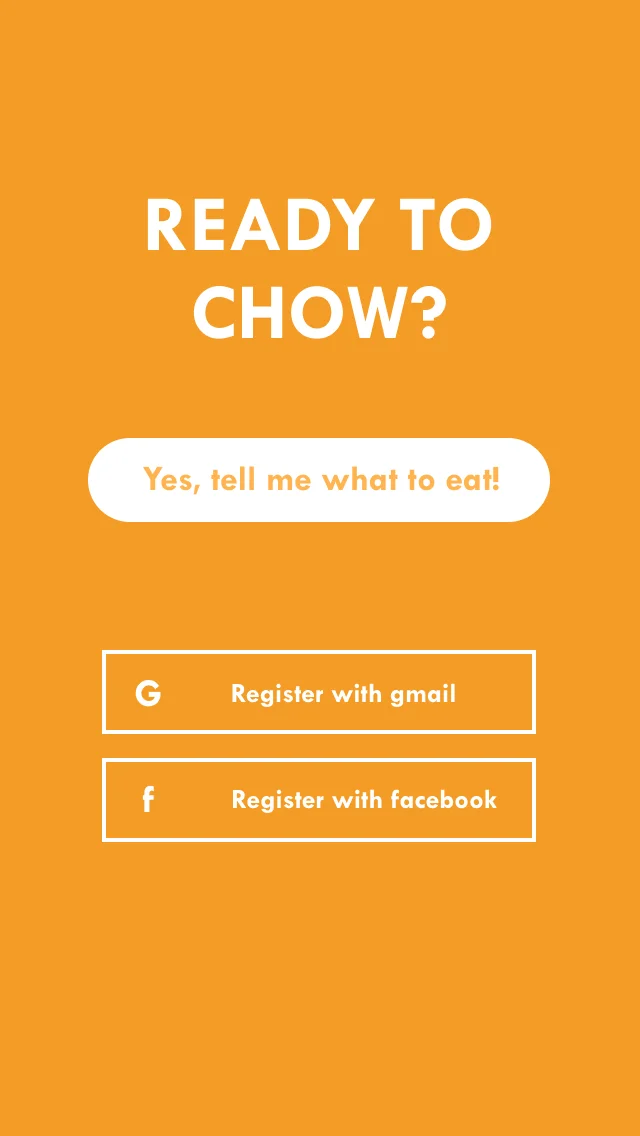 READY TO
CHOW?
Yes, tell me what to eat!
G Register with gmail
f Register with facebook